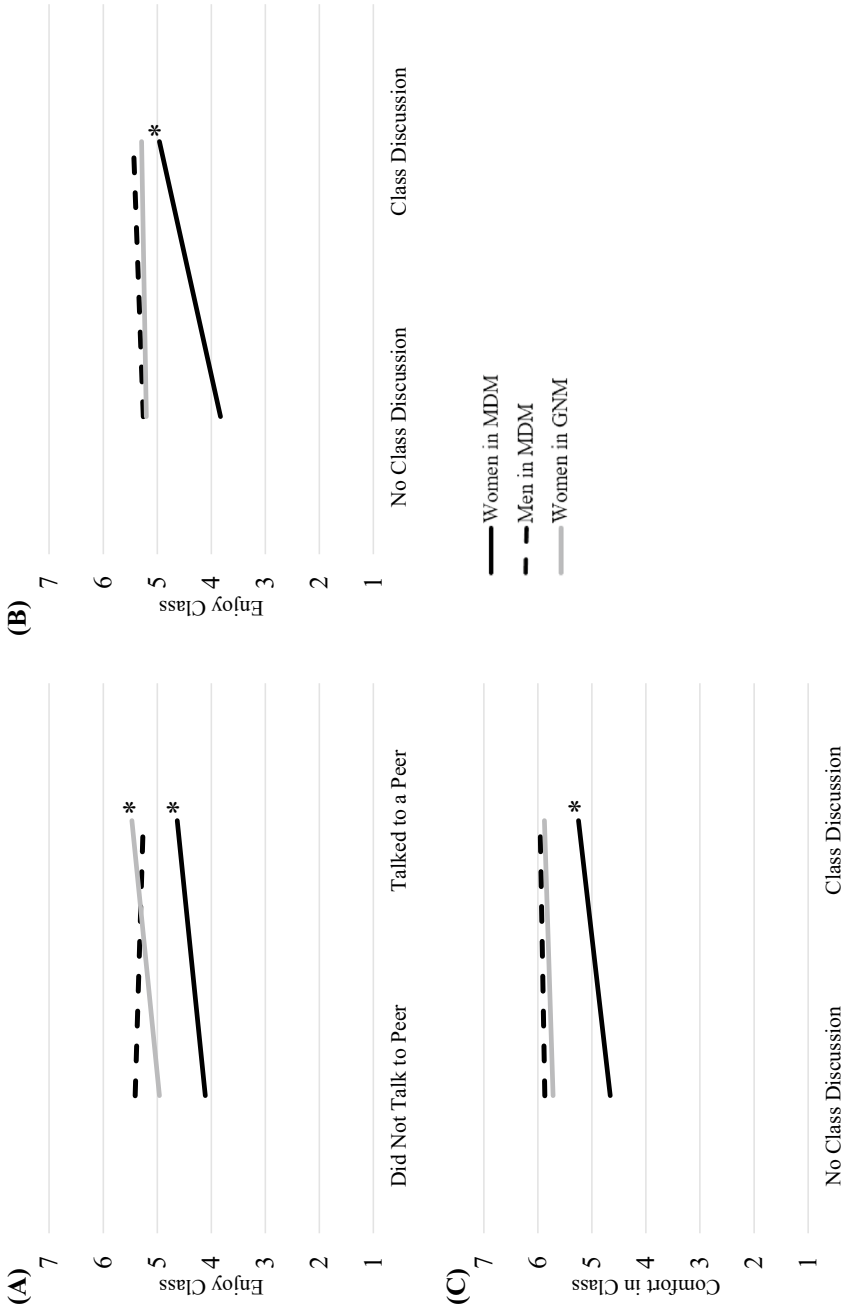 (A)
7
6
5
4
3
2
1
Enjoy Class
*
*
Did Not Talk to Peer
Talked to a Peer
(B)
7
6
5
4
3
2
1
Enjoy Class
*
No Class Discussion
Class Discussion
(C)
7
6
5
4
3
2
1
Comfort in Class
*
No Class Discussion
Class Discussion
Women in MDM
Men in MDM
Women in GNM